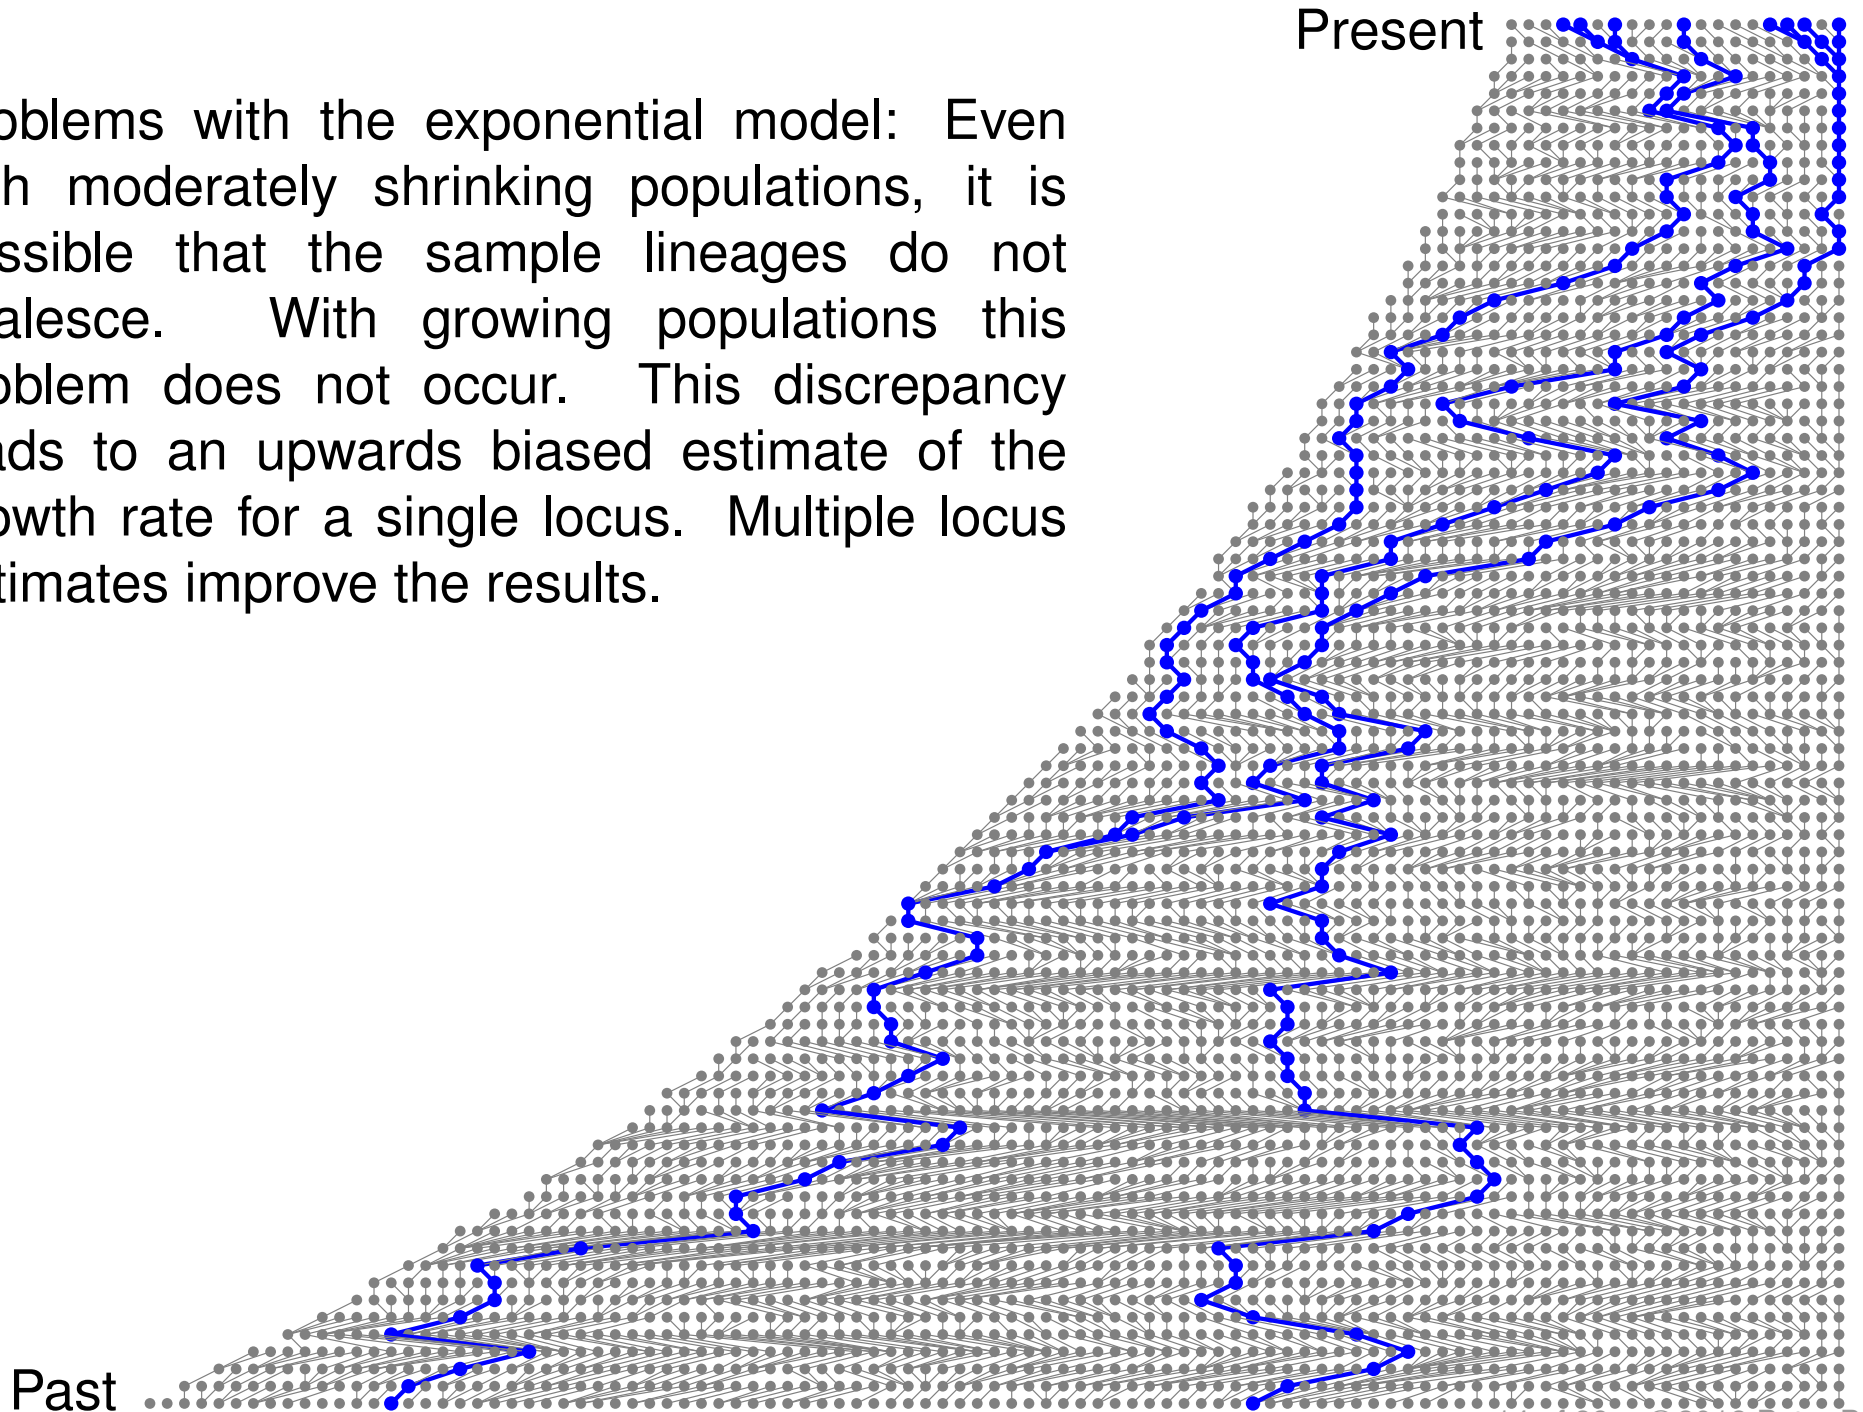 Present
oblems with the exponential model: Even
h moderately shrinking populations, it is
ssible that the sample lineages do not
alesce. With growing populations this
oblem does not occur. This discrepancy
ads to an upwards biased estimate of the
owth rate for a single locus. Multiple locus
timates improve the results.
Past